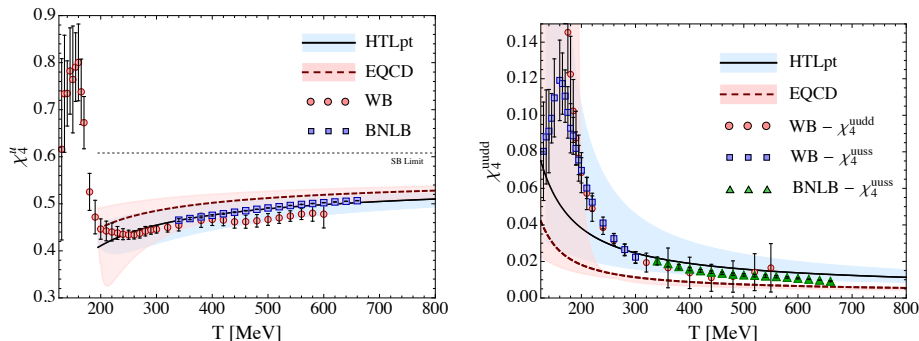 0.9
0.8
0.7
0.6
0.5
0.4
0.3
χ₄ᵘ
HTLpt
EQCD
WB
BNLB
SB Limit
200 300 400 500 600 700 800
T [MeV]
0.14
0.12
0.10
0.08
0.06
0.04
0.02
0.00
χ₄ᵘᵘᵈᵈ
HTLpt
EQCD
WB − χ₄ᵘᵘᵈᵈ
WB − χ₄ᵘᵘˢˢ
BNLB − χ₄ᵘᵘˢˢ
200 300 400 500 600 700 800
T [MeV]